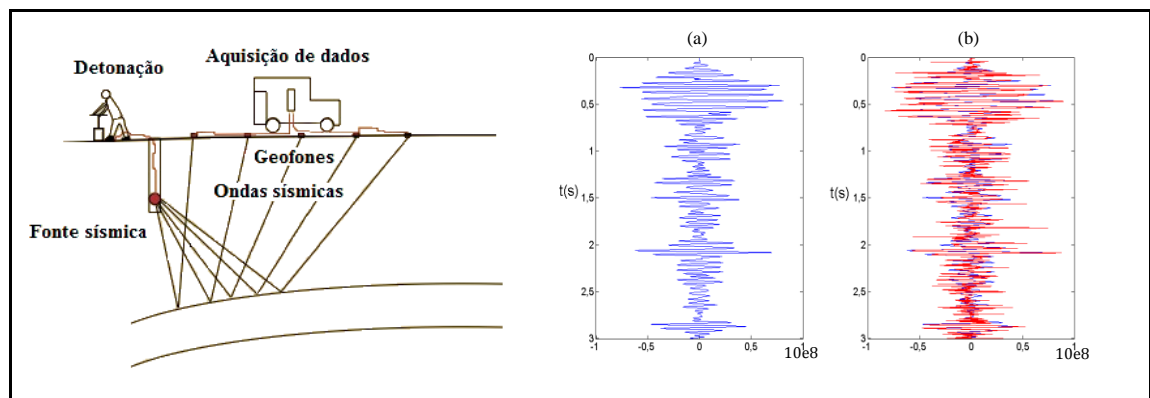 Detonação
Aquisição de dados
Geofones
Ondas sísmicas
Fonte sísmica
(a)
0
0,5
1
t(s)
1,5
2
2,5
3
-1
-0,5
0
0,5
10e8
(b)
0
0,5
1
t(s)
1,5
2
2,5
3
-1
-0,5
0
0,5
10e8